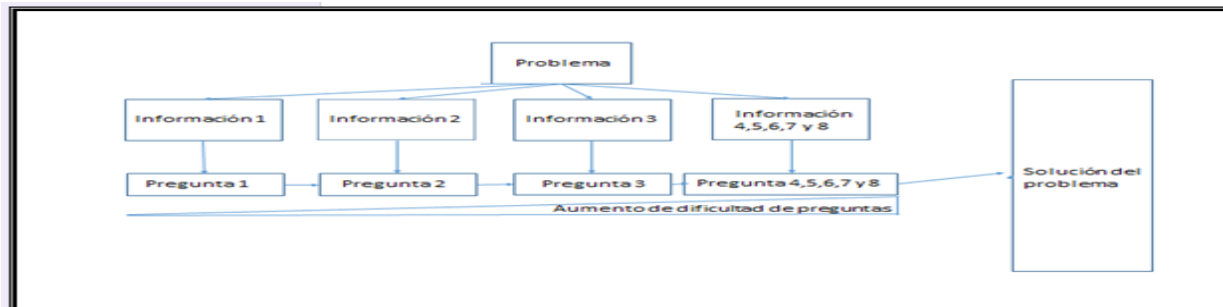 Problema
Información 1
Información 2
Información 3
Información
4,5,6,7 y 8
Pregunta 1
Pregunta 2
Pregunta 3
Pregunta 4,5,6,7 y 8
Solución del
problema
Aumento de dificultad de preguntas